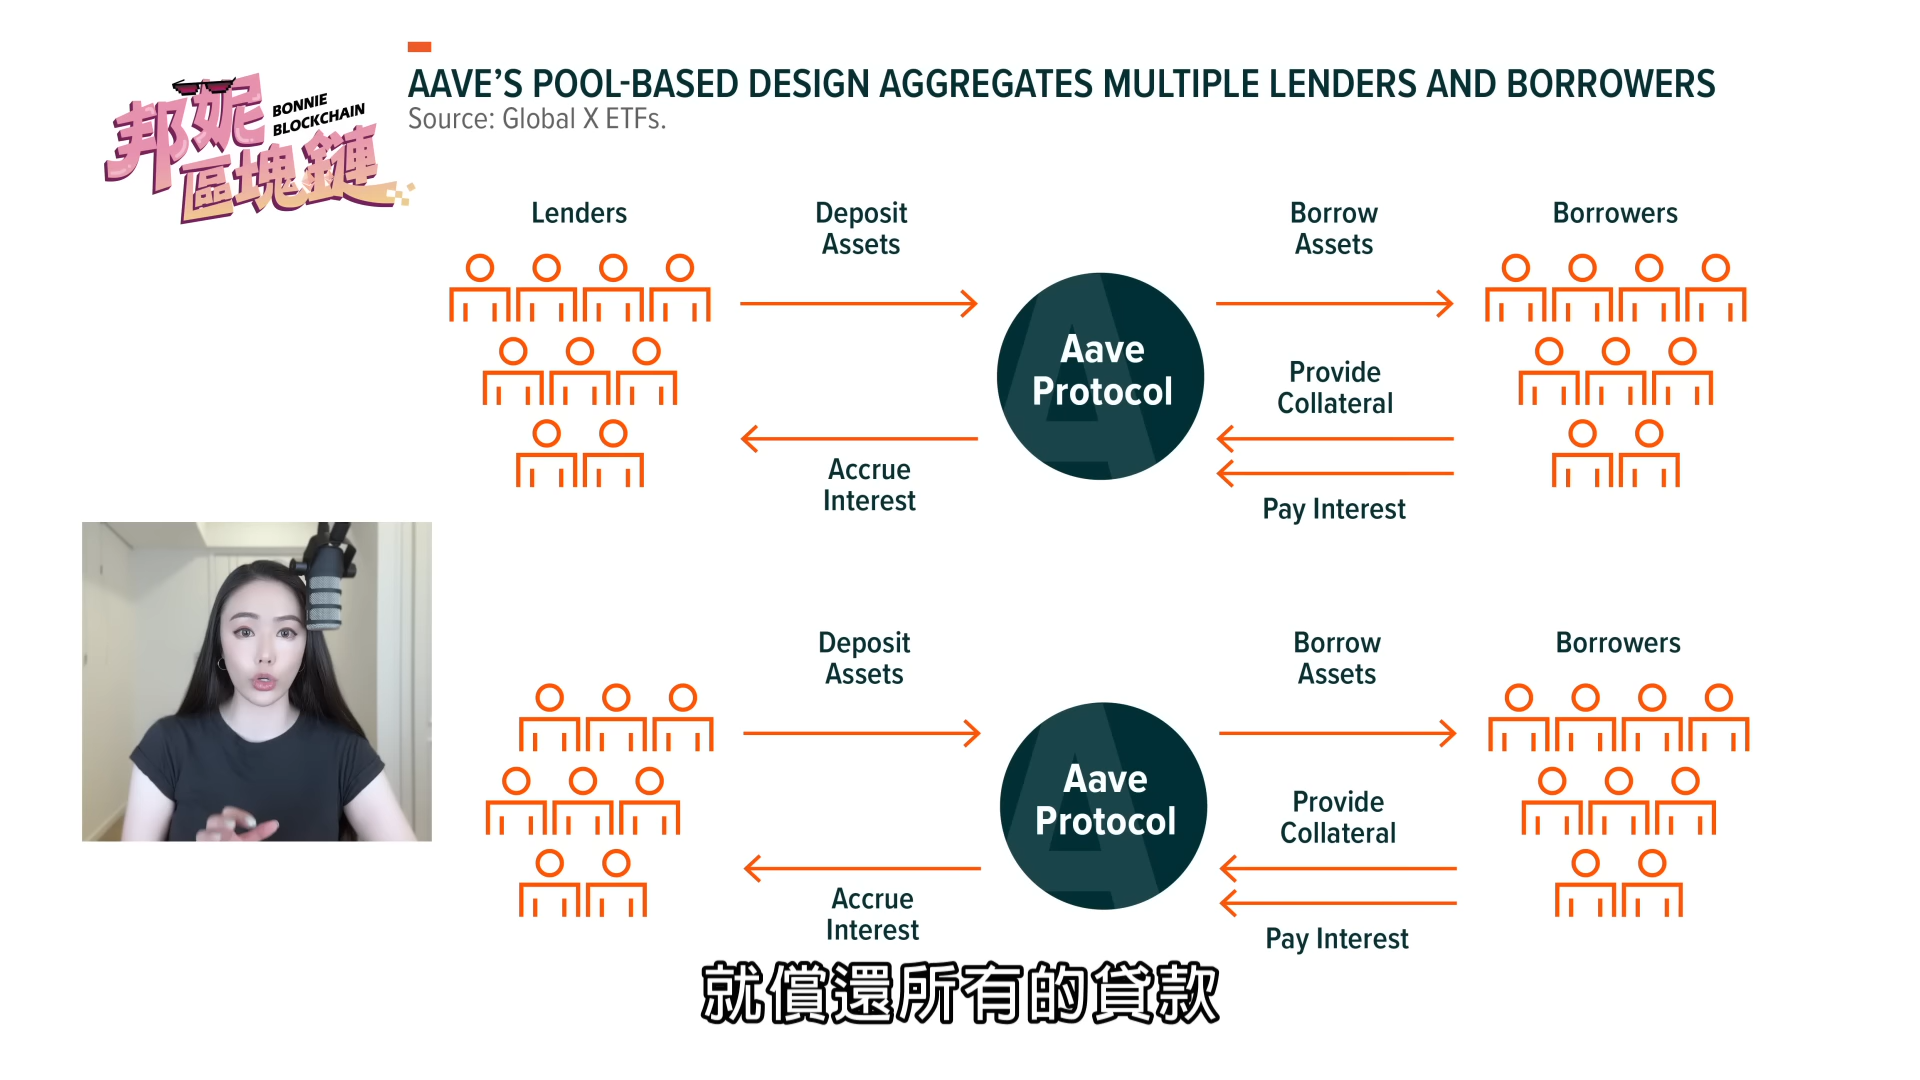 AAVE'S POOL-BASED DESIGN AGGREGATES MULTIPLE LENDERS AND BORROWERS
Source: Global X ETFs.
邦妮
區塊鏈
BONNIE
BLOCKCHAIN
Lenders
Deposit
Assets
Borrow
Assets
Borrowers
Aave
Protocol
Provide
Collateral
Accrue
Interest
Pay Interest
Deposit
Assets
Borrow
Assets
Borrowers
Aave
Protocol
Provide
Collateral
Accrue
Interest
Pay Interest
就償還所有的貸款